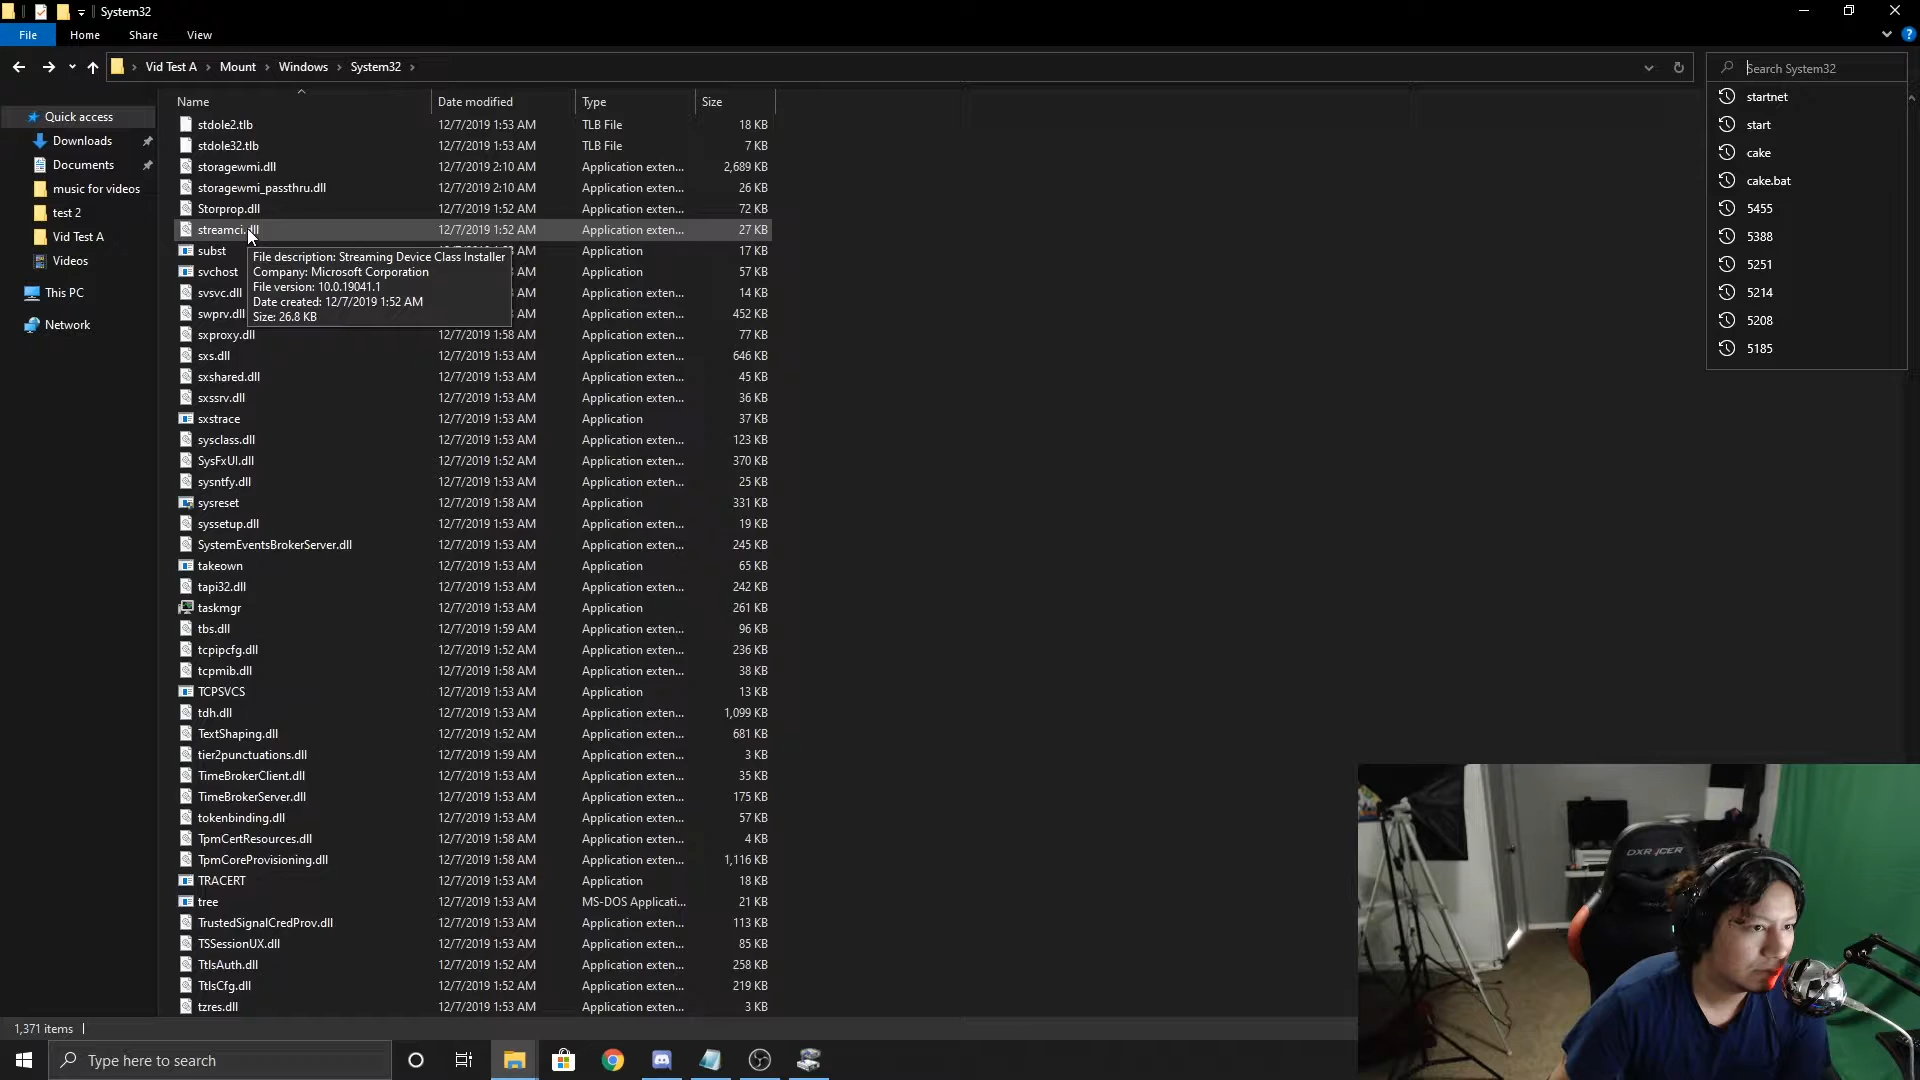 System32
File Home Share View
Vid Test A Mount Windows System32
Search System32
startnet
start
cake
cake.bat
5455
5388
5251
5214
5208
5185
Quick access
Downloads
Documents
music for videos
test 2
Vid Test A
Videos
This PC
Network
Name Date modified Type Size
stdole2.tlb 12/7/2019 1:53 AM TLB File 18 KB
stdole32.tlb 12/7/2019 1:53 AM TLB File 7 KB
storagewmi.dll 12/7/2019 2:10 AM Application exten... 2,689 KB
storagewmi_passthru.dll 12/7/2019 2:10 AM Application exten... 26 KB
Storprop.dll 12/7/2019 1:52 AM Application exten... 72 KB
streamci.dll 12/7/2019 1:52 AM Application exten... 27 KB
subst Application 17 KB
File description: Streaming Device Class Installer
Company: Microsoft Corporation
File version: 10.0.19041.1
Date created: 12/7/2019 1:52 AM
Size: 26.8 KB
svchost Application 57 KB
svsvc.dll Application exten... 14 KB
swprv.dll Application exten... 452 KB
sxproxy.dll 12/7/2019 1:58 AM Application exten... 77 KB
sxs.dll 12/7/2019 1:53 AM Application exten... 646 KB
sxshared.dll 12/7/2019 1:53 AM Application exten... 45 KB
sxssrv.dll 12/7/2019 1:53 AM Application exten... 36 KB
sxstrace 12/7/2019 1:53 AM Application 37 KB
sysclass.dll 12/7/2019 1:53 AM Application exten... 123 KB
SysFxUI.dll 12/7/2019 1:52 AM Application exten... 370 KB
sysntfy.dll 12/7/2019 1:52 AM Application exten... 25 KB
sysreset 12/7/2019 1:58 AM Application 331 KB
syssetup.dll 12/7/2019 1:53 AM Application exten... 19 KB
SystemEventsBrokerServer.dll 12/7/2019 1:53 AM Application exten... 245 KB
takeown 12/7/2019 1:53 AM Application 65 KB
tapi32.dll 12/7/2019 1:53 AM Application exten... 242 KB
taskmgr 12/7/2019 1:53 AM Application 261 KB
tbs.dll 12/7/2019 1:59 AM Application exten... 96 KB
tcpipcfg.dll 12/7/2019 1:52 AM Application exten... 236 KB
tcpmib.dll 12/7/2019 1:58 AM Application exten... 38 KB
TCPSVCS 12/7/2019 1:53 AM Application 13 KB
tdh.dll 12/7/2019 1:53 AM Application exten... 1,099 KB
TextShaping.dll 12/7/2019 1:52 AM Application exten... 681 KB
tier2punctuations.dll 12/7/2019 1:59 AM Application exten... 3 KB
TimeBrokerClient.dll 12/7/2019 1:53 AM Application exten... 35 KB
TimeBrokerServer.dll 12/7/2019 1:53 AM Application exten... 175 KB
tokenbinding.dll 12/7/2019 1:53 AM Application exten... 57 KB
TpmCertResources.dll 12/7/2019 1:58 AM Application exten... 4 KB
TpmCoreProvisioning.dll 12/7/2019 1:58 AM Application exten... 1,116 KB
TRACERT 12/7/2019 1:53 AM Application 18 KB
tree 12/7/2019 1:53 AM MS-DOS Applicati... 21 KB
TrustedSignalCredProv.dll 12/7/2019 1:53 AM Application exten... 113 KB
TSSessionUX.dll 12/7/2019 1:53 AM Application exten... 85 KB
TtlsAuth.dll 12/7/2019 1:52 AM Application exten... 258 KB
TtlsCfg.dll 12/7/2019 1:52 AM Application exten... 219 KB
tzres.dll 12/7/2019 1:53 AM Application exten... 3 KB
DXRACER
1,371 items
Type here to search